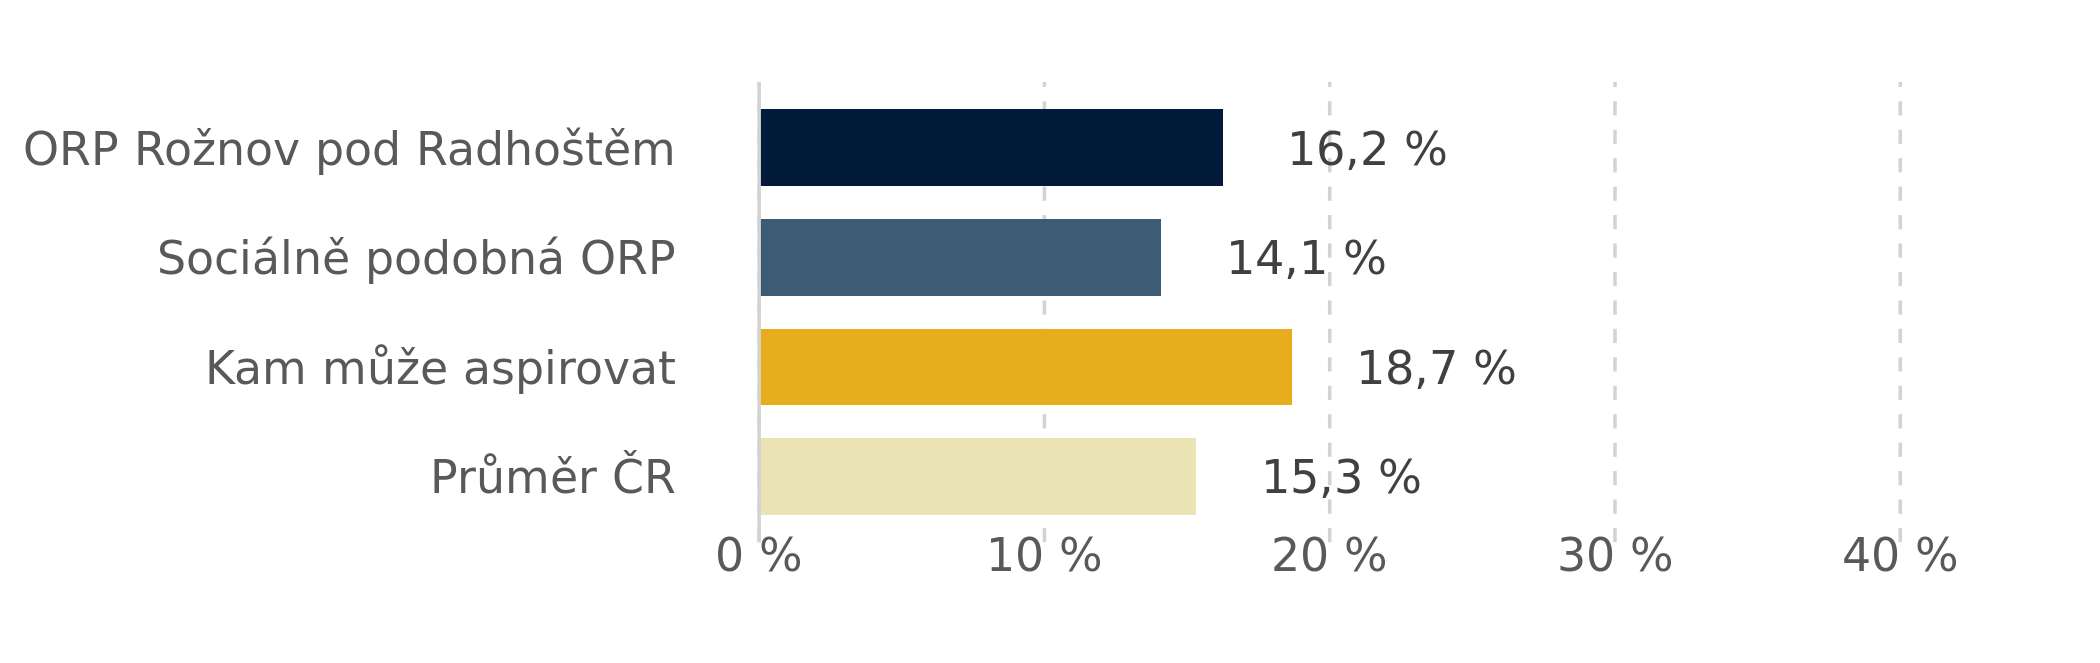 ORP Rožnov pod Radhoštěm 16,2 %
Sociálně podobná ORP 14,1 %
Kam může aspirovat 18,7 %
Průměr ČR 15,3 %
0 % 10 % 20 % 30 % 40 %